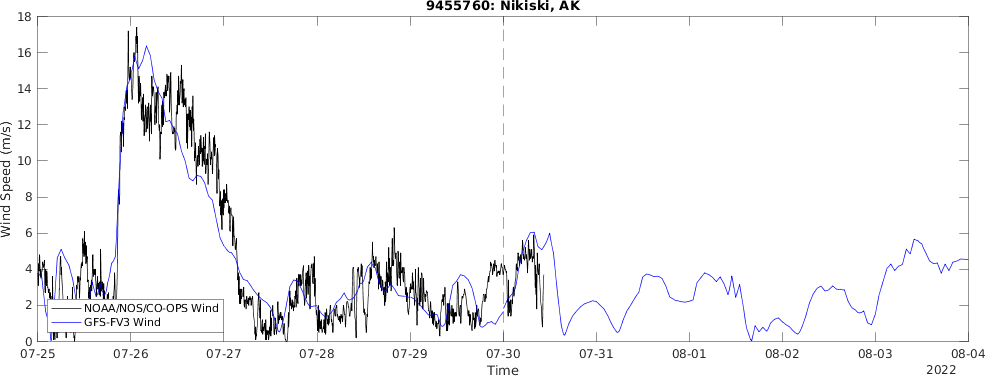 9455760: Nikiski, AK
Wind Speed (m/s)
18
16
14
12
10
8
6
4
2
0
NOAA/NOS/CO-OPS Wind
GFS-FV3 Wind
07-25 07-26 07-27 07-28 07-29 07-30 07-31 08-01 08-02 08-03 08-04
Time
2022